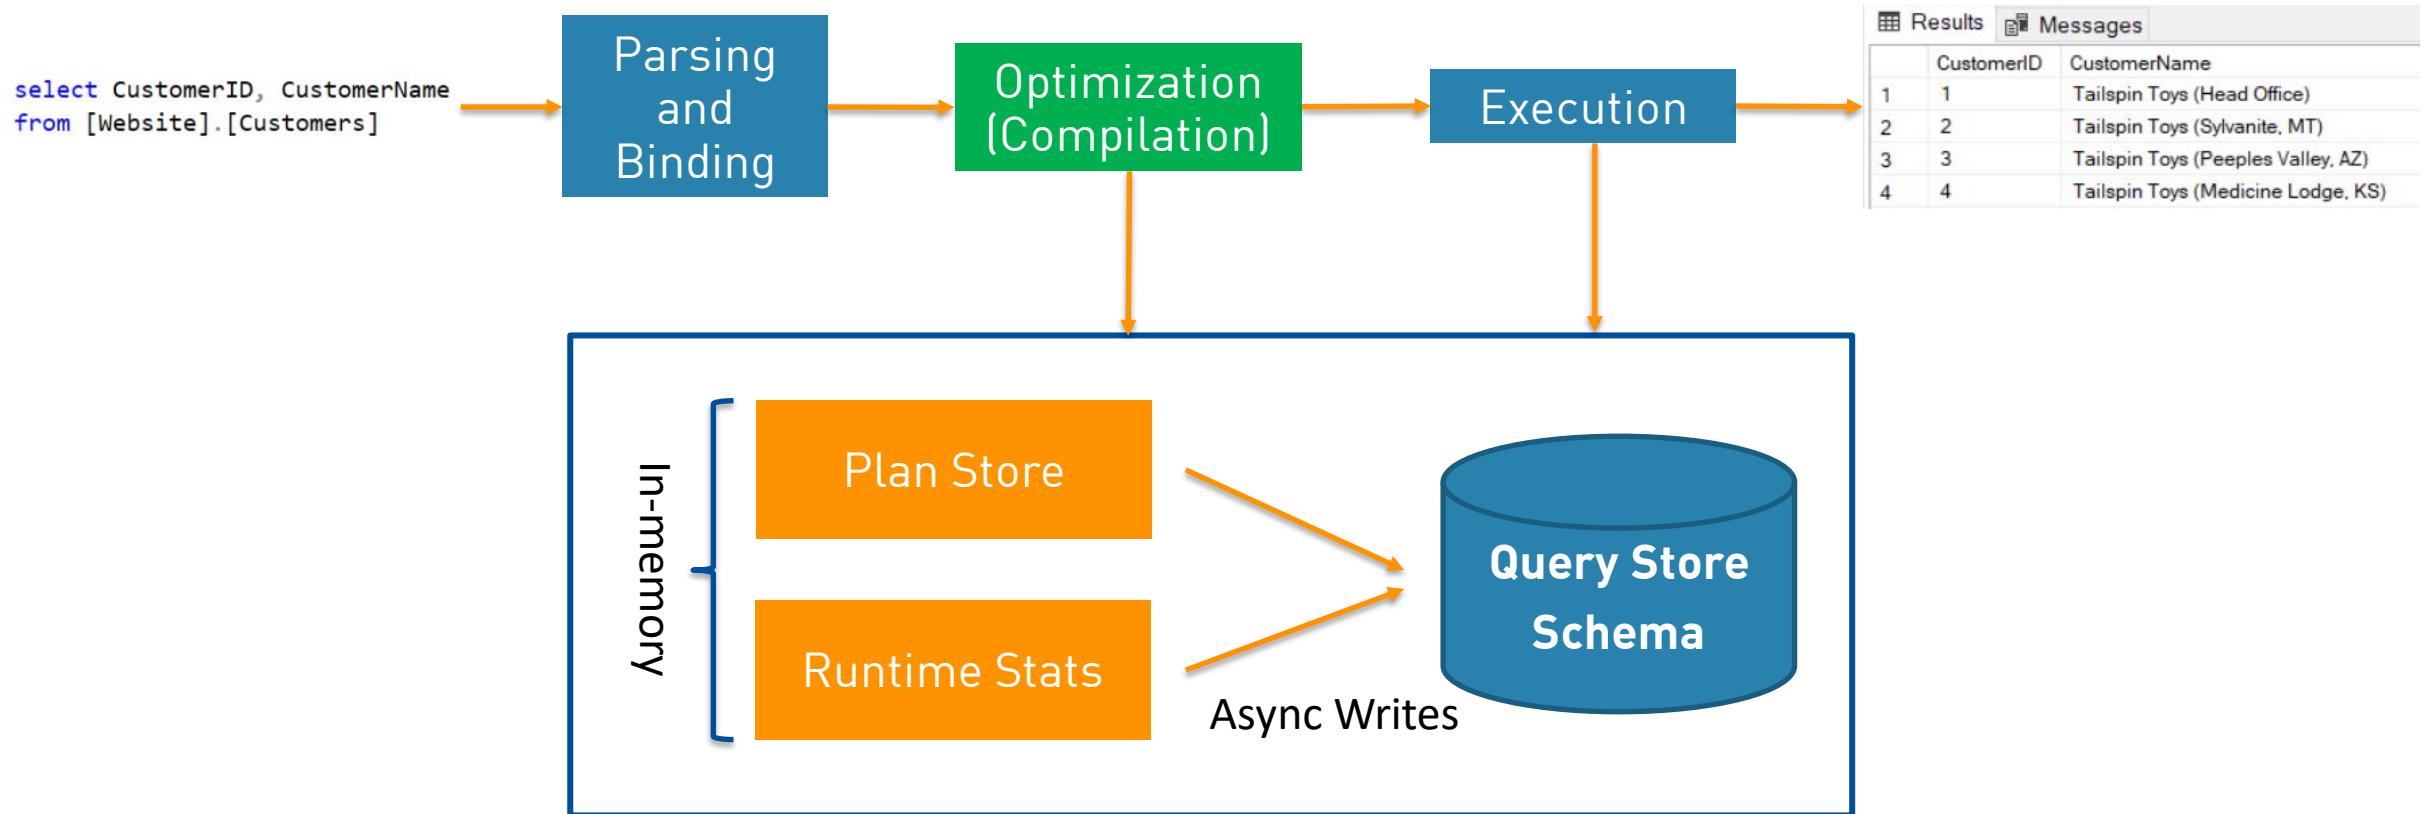 select CustomerID, CustomerName
from [Website].[Customers]
Parsing
and
Binding
Optimization
(Compilation)
Execution
Results Messages
CustomerID CustomerName
1 1 Tailspin Toys (Head Office)
2 2 Tailspin Toys (Sylvanite, MT)
3 3 Tailspin Toys (Peeples Valley, AZ)
4 4 Tailspin Toys (Medicine Lodge, KS)
In-memory
Plan Store
Runtime Stats
Async Writes
Query Store
Schema